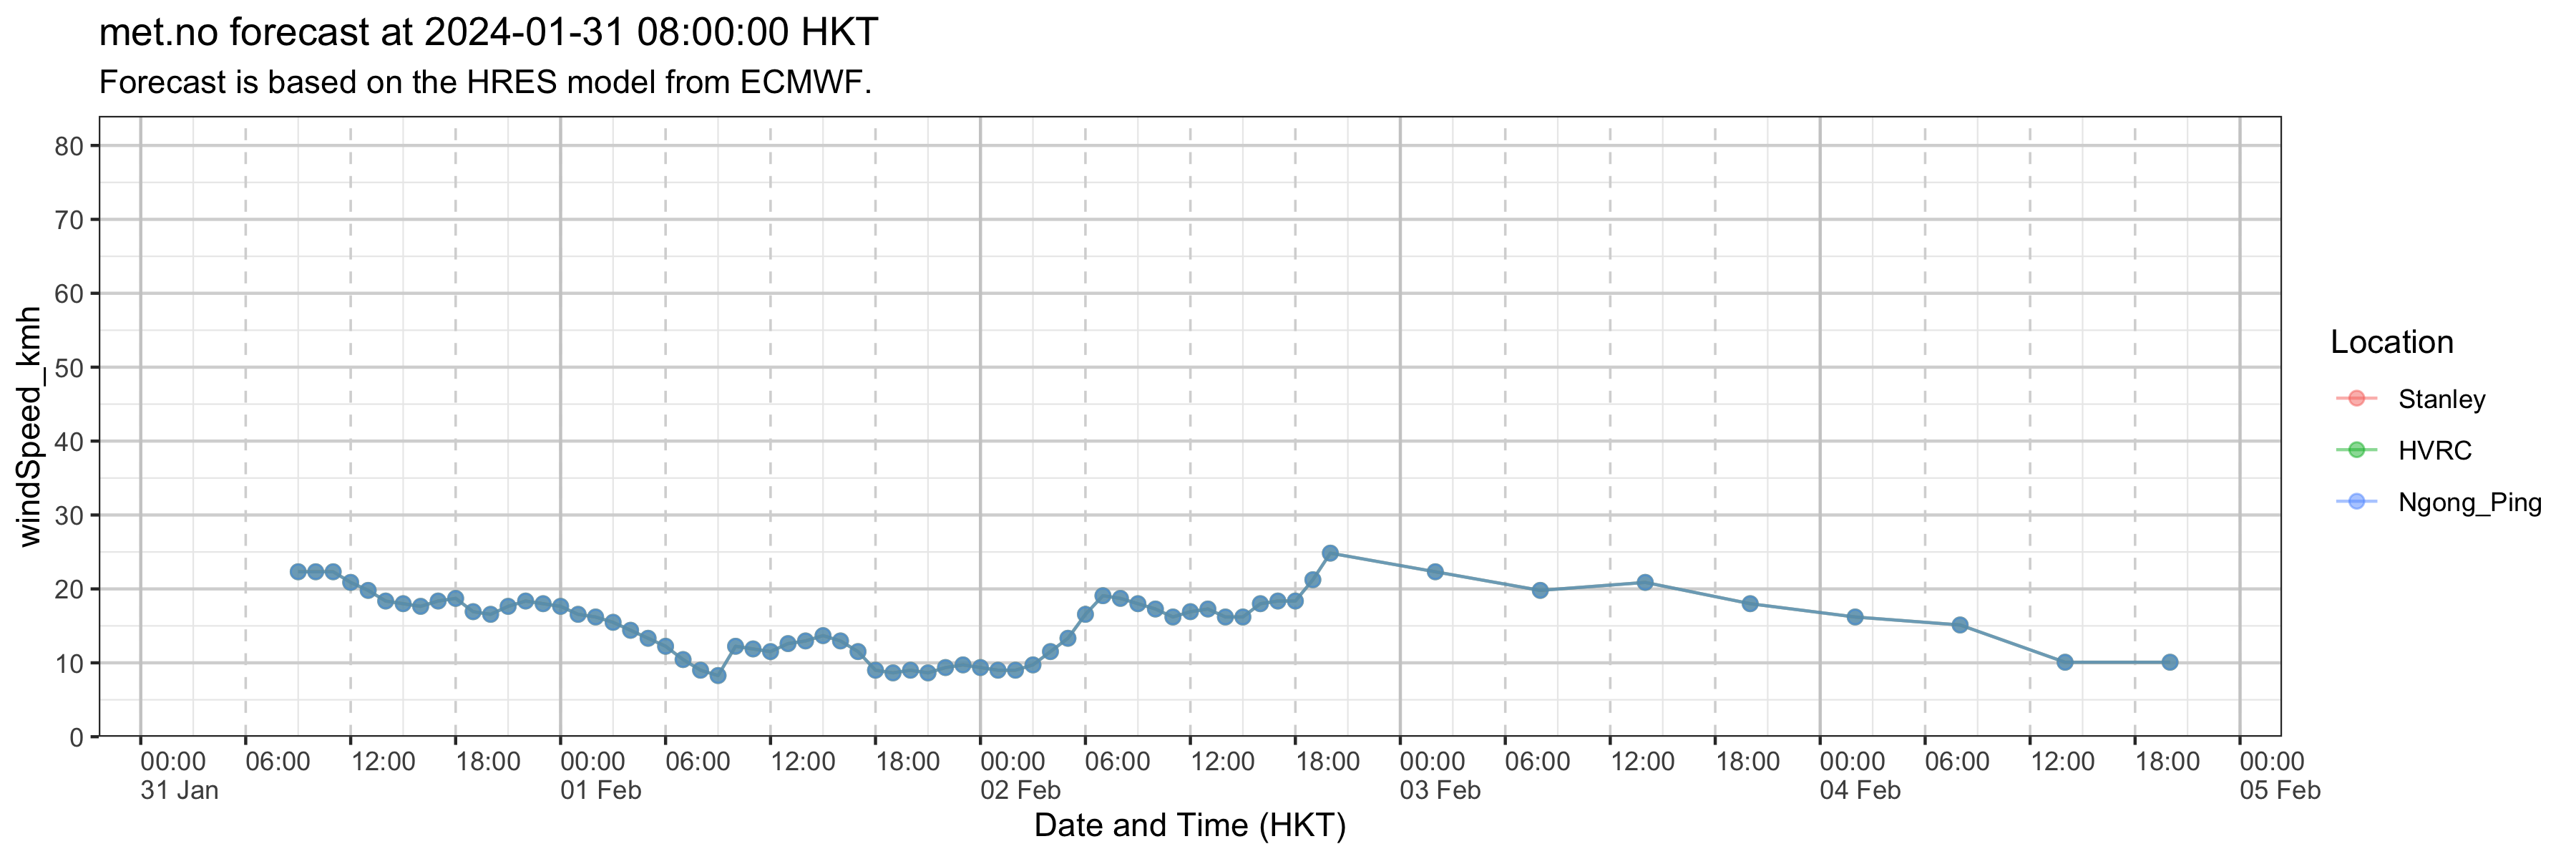 met.no forecast at 2024-01-31 08:00:00 HKT
Forecast is based on the HRES model from ECMWF.
windSpeed_kmh
80
70
60
50
40
30
20
10
0
00:00 06:00 12:00 18:00 00:00 06:00 12:00 18:00 00:00 06:00 12:00 18:00 00:00 06:00 12:00 18:00 00:00 06:00 12:00 18:00 00:00
31 Jan 01 Feb 02 Feb 03 Feb 04 Feb 05 Feb
Date and Time (HKT)
Location
Stanley
HVRC
Ngong_Ping